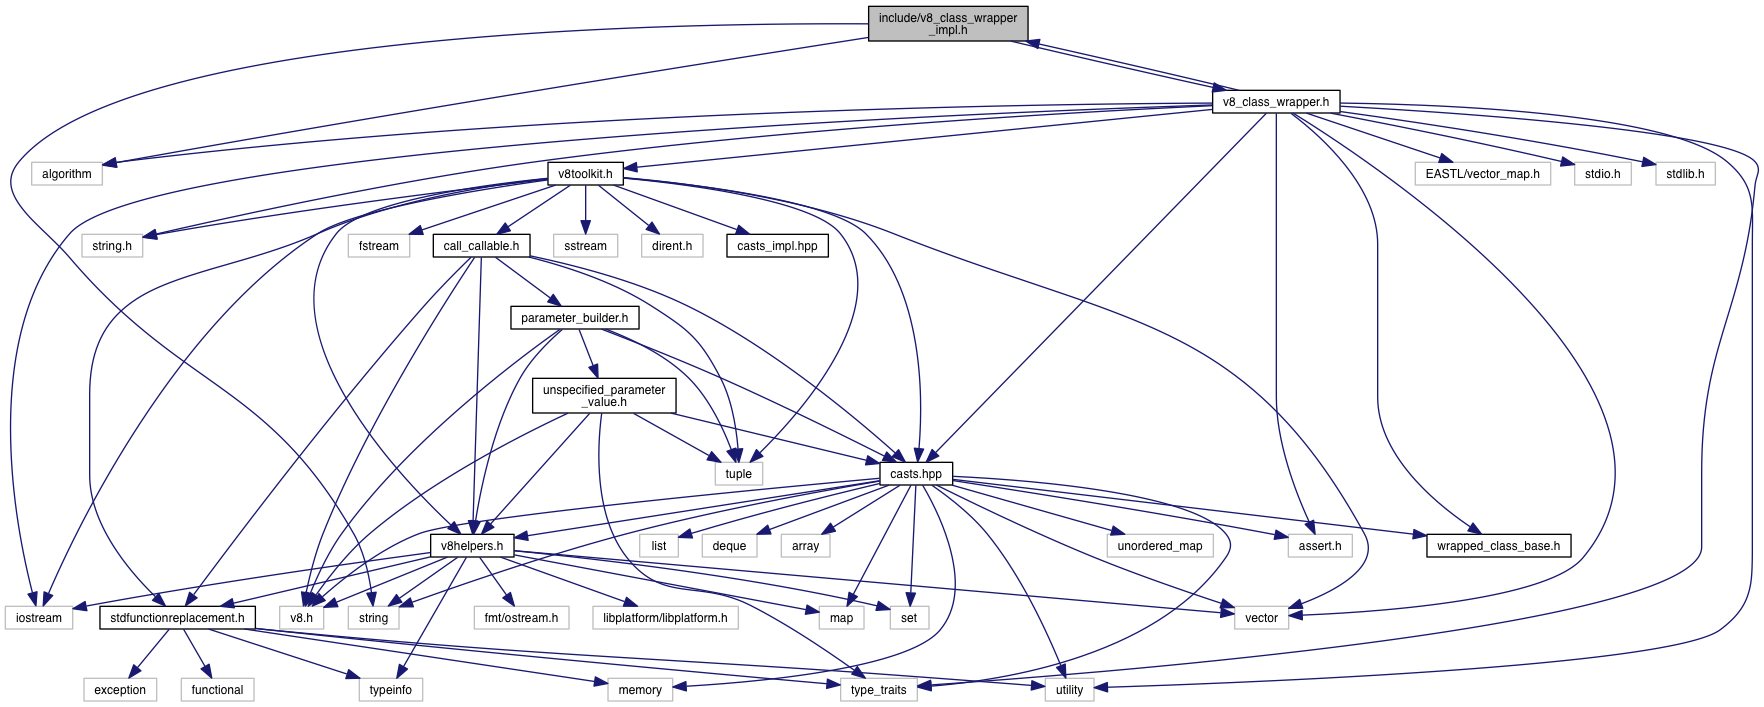 include/v8_class_wrapper
_impl.h
v8_class_wrapper.h
algorithm
v8toolkit.h
EASTL/vector_map.h
stdio.h
stdlib.h
string.h
fstream
call_callable.h
sstream
dirent.h
casts_impl.hpp
parameter_builder.h
unspecified_parameter
_value.h
tuple
casts.hpp
v8helpers.h
list
deque
array
unordered_map
assert.h
wrapped_class_base.h
iostream
stdfunctionreplacement.h
v8.h
string
fmt/ostream.h
libplatform/libplatform.h
map
set
vector
exception
functional
typeinfo
memory
type_traits
utility